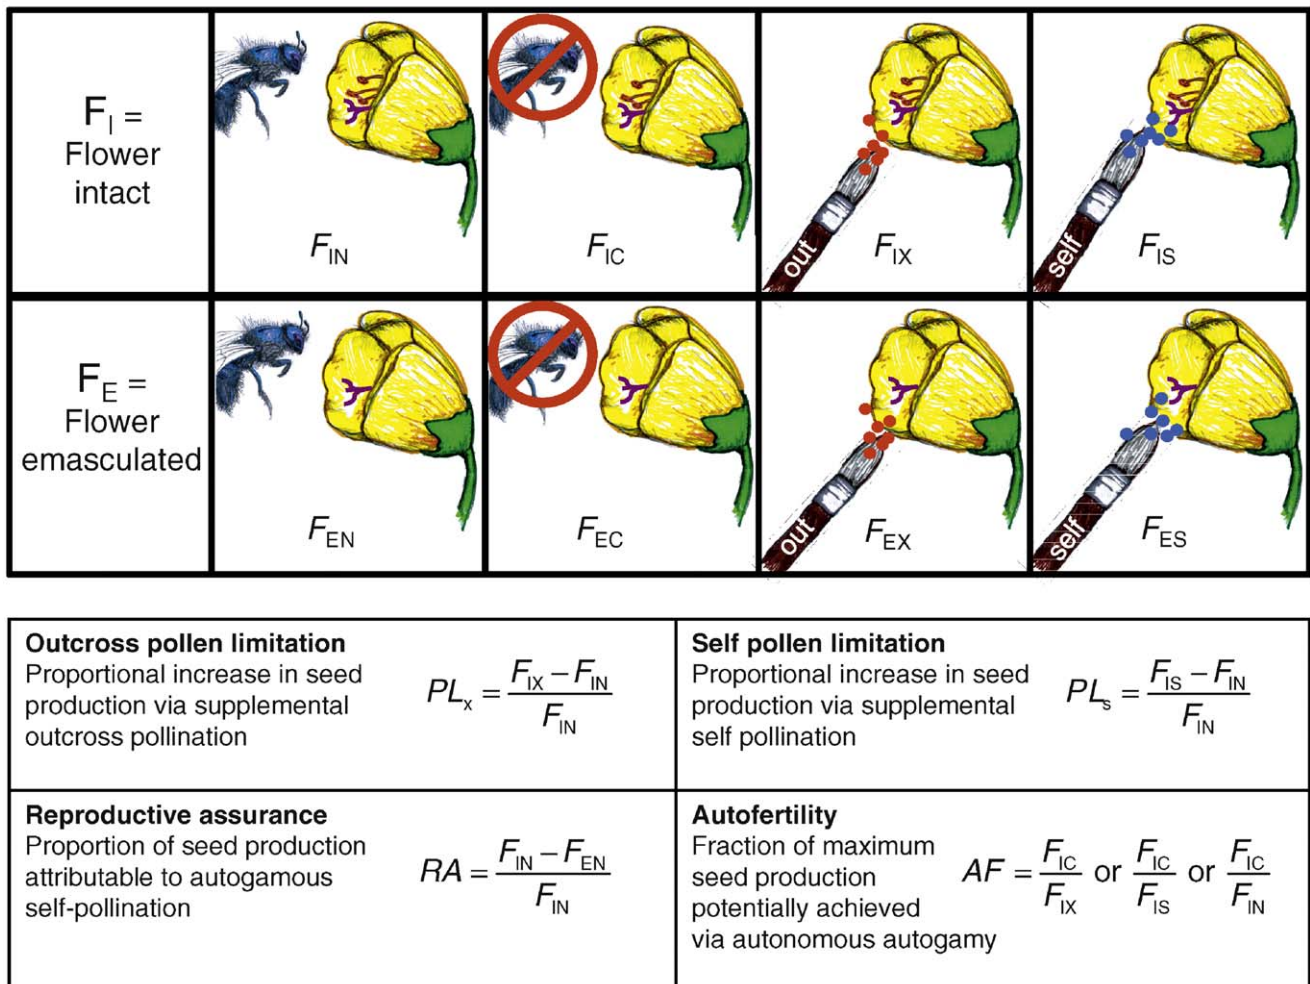 F_I =
Flower
intact
F_IN
F_IC
out
F_IX
self
F_IS
F_E =
Flower
emasculated
F_EN
F_EC
out
F_EX
self
F_ES
Outcross pollen limitation
Proportional increase in seed
production via supplemental
outcross pollination
PL_x = (F_IX − F_IN) / F_IN
Self pollen limitation
Proportional increase in seed
production via supplemental
self pollination
PL_s = (F_IS − F_IN) / F_IN
Reproductive assurance
Proportion of seed production
attributable to autogamous
self-pollination
RA = (F_IN − F_EN) / F_IN
Autofertility
Fraction of maximum
seed production
potentially achieved
via autonomous autogamy
AF = F_IC / F_IX or F_IC / F_IS or F_IC / F_IN